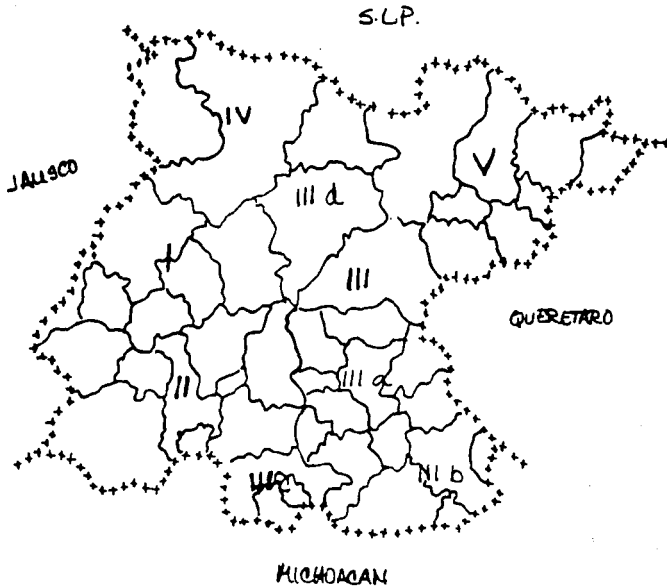 S.L.P.
IV
V
JALISCO
III d
I
III
QUERETARO
III a
II
III b
MICHOACAN